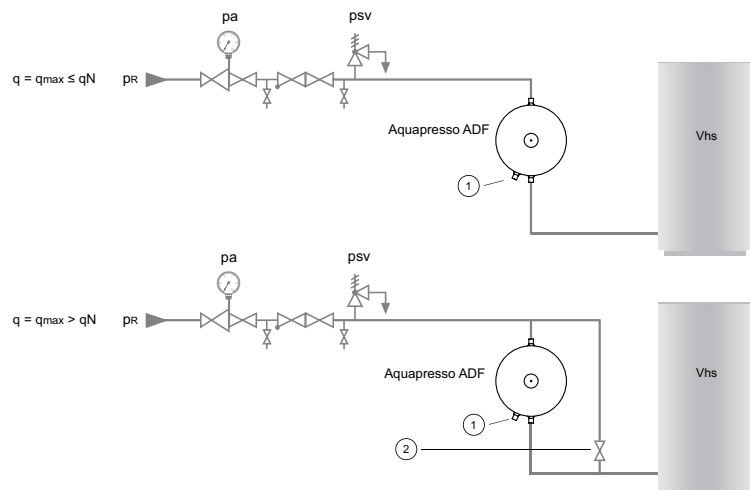 pa psv
q = qmax ≤ qN pR
Aquapresso ADF Vhs
1
pa psv
q = qmax > qN pR
Aquapresso ADF Vhs
1
2